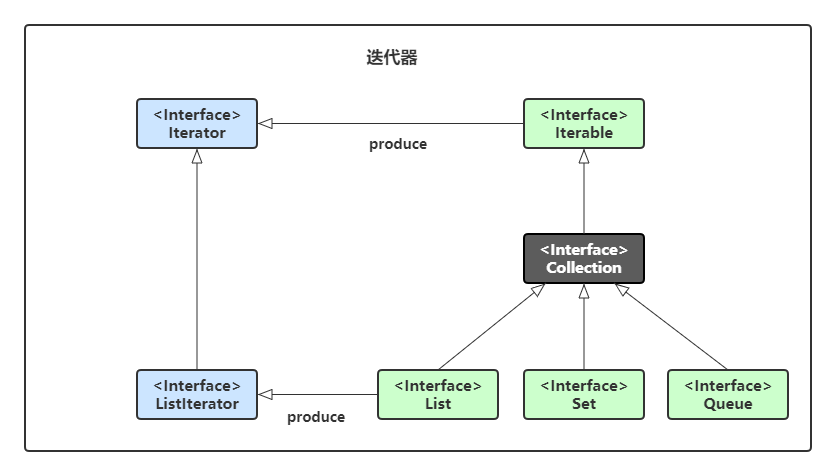 迭代器
<Interface>
Iterator
<Interface>
Iterable
produce
<Interface>
Collection
<Interface>
ListIterator
<Interface>
List
<Interface>
Set
<Interface>
Queue
produce